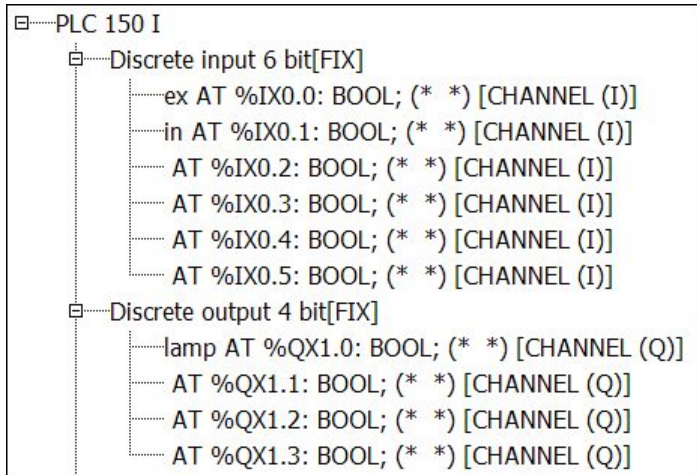 PLC 150 I
Discrete input 6 bit[FIX]
ex AT %IX0.0: BOOL; (*  *) [CHANNEL (I)]
in AT %IX0.1: BOOL; (*  *) [CHANNEL (I)]
AT %IX0.2: BOOL; (*  *) [CHANNEL (I)]
AT %IX0.3: BOOL; (*  *) [CHANNEL (I)]
AT %IX0.4: BOOL; (*  *) [CHANNEL (I)]
AT %IX0.5: BOOL; (*  *) [CHANNEL (I)]
Discrete output 4 bit[FIX]
lamp AT %QX1.0: BOOL; (*  *) [CHANNEL (Q)]
AT %QX1.1: BOOL; (*  *) [CHANNEL (Q)]
AT %QX1.2: BOOL; (*  *) [CHANNEL (Q)]
AT %QX1.3: BOOL; (*  *) [CHANNEL (Q)]